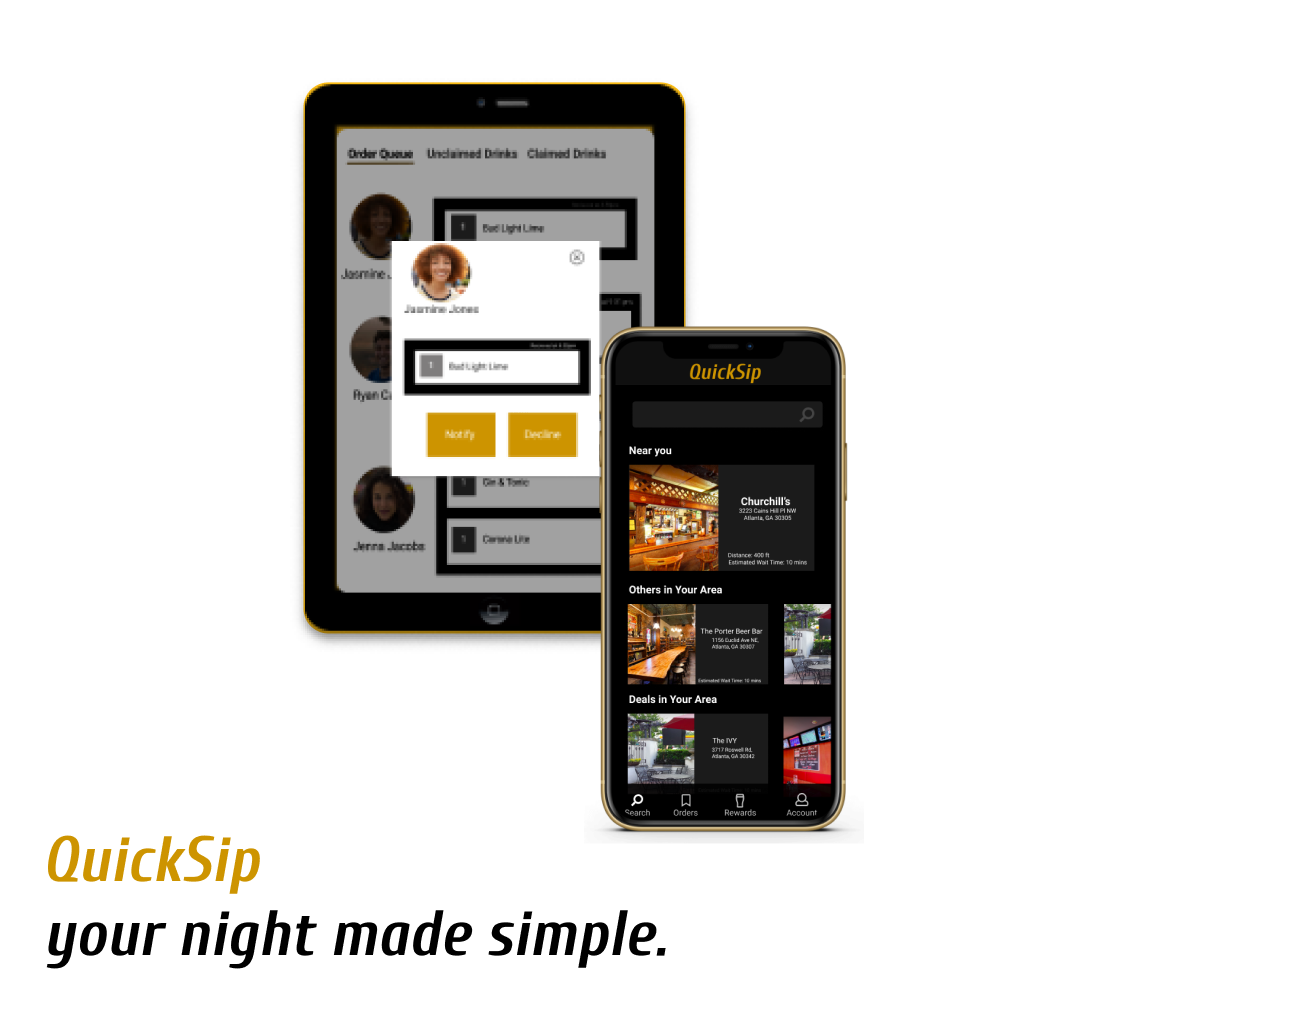 Order Queue Unclaimed Drinks Claimed Drinks
1 Bud Light Lime
Jasmine
Jasmine Jones
1 Bud Light Lime
Notify Decline
Ryan
1 Gin & Tonic
1 Corona Lite
Jenna Jacobs
QuickSip
Near you
Churchill's
3223 Cains Hill Pl NW
Atlanta, GA 30305
Distance: 400 ft
Estimated Wait Time: 10 mins
Others in Your Area
The Porter Beer Bar
1156 Euclid Ave NE,
Atlanta, GA 30307
Estimated Wait Time: 10 mins
Deals in Your Area
The IVY
3717 Roswell Rd,
Atlanta, GA 30342
Search Orders Rewards Account
QuickSip
your night made simple.